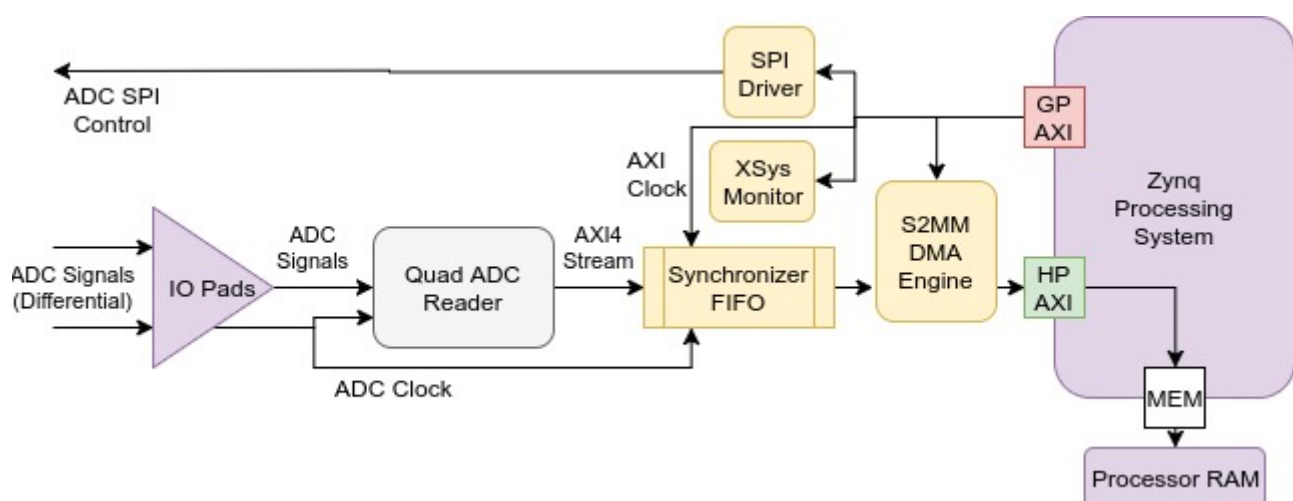 SPI
Driver
ADC SPI
Control
GP
AXI
AXI
Clock
XSys
Monitor
Zynq
Processing
System
S2MM
DMA
Engine
ADC Signals
(Differential)
IO Pads
ADC
Signals
Quad ADC
Reader
AXI4
Stream
Synchronizer
FIFO
HP
AXI
ADC Clock
MEM
Processor RAM